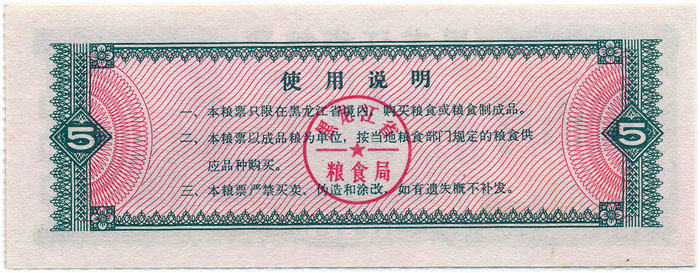 使用说明
一、本粮票只限在黑龙江省境内，购买粮食或粮食制成品。
二、本粮票以成品粮为单位，按当地粮食部门规定的粮食供
应品种购买。
三、本粮票严禁买卖、伪造和涂改，如有遗失概不补发。
5
5
黑龙江省
粮食局